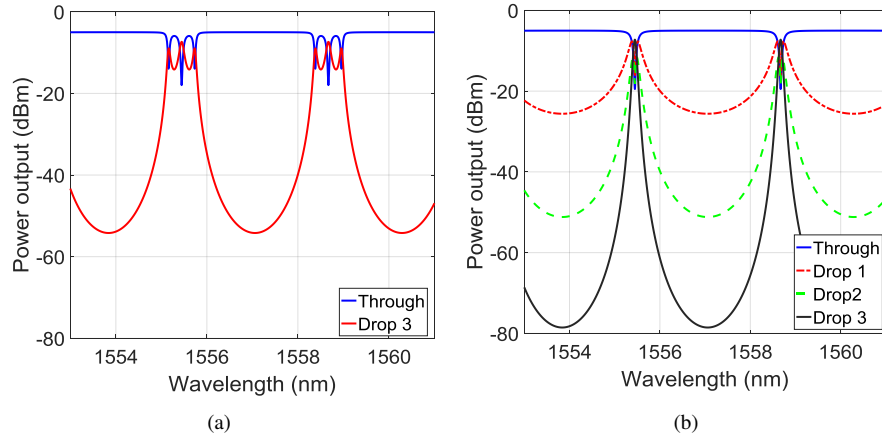 0
-20
-40
-60
-80
Power output (dBm)
1554
1556
1558
1560
Wavelength (nm)
Through
Drop 3
(a)
0
-20
-40
-60
-80
Power output (dBm)
1554
1556
1558
1560
Wavelength (nm)
Through
Drop 1
Drop2
Drop 3
(b)